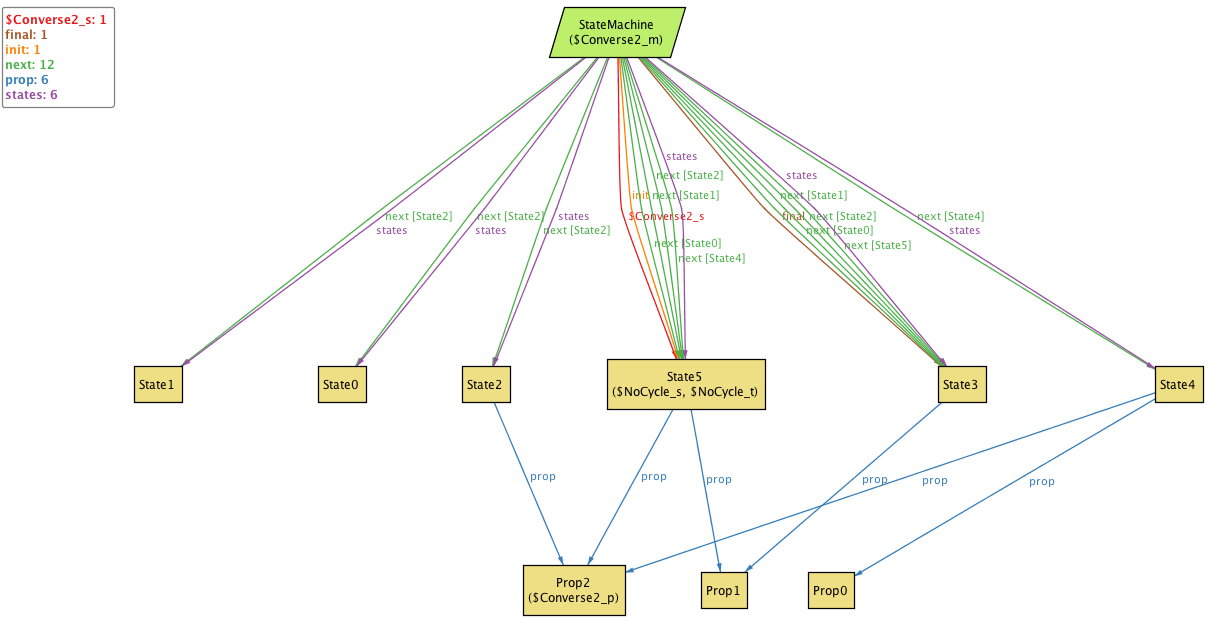 $Converse2_s: 1
final: 1
init: 1
next: 12
prop: 6
states: 6
StateMachine
($Converse2_m)
states
next [State2]
states
init next [State1]
next [State1]
next [State2]
next [State2]
states
$Converse2_s
final next [State2]
next [State4]
states
states
next [State2]
next [State0]
states
next [State0]
next [State5]
next [State4]
State1
State0
State2
State5
($NoCycle_s, $NoCycle_t)
State3
State4
prop
prop
prop
prop
prop
prop
Prop2
($Converse2_p)
Prop1
Prop0